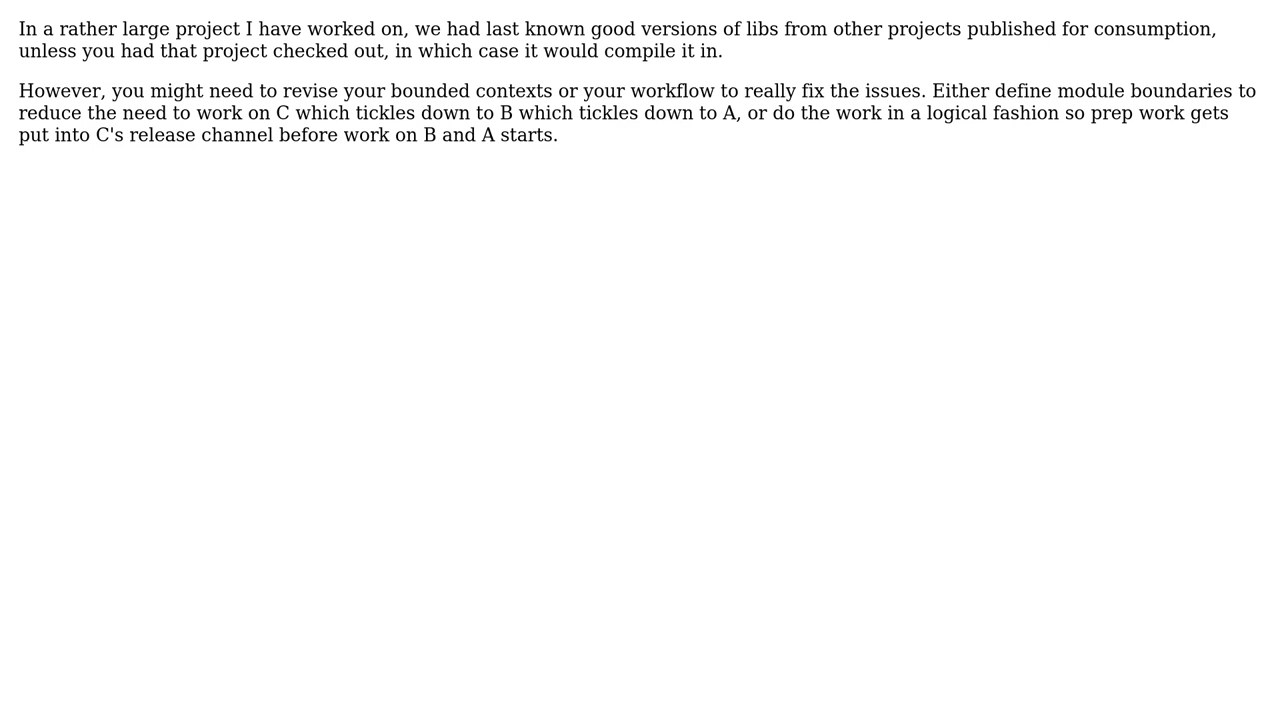 In a rather large project I have worked on, we had last known good versions of libs from other projects published for consumption,
unless you had that project checked out, in which case it would compile it in.
However, you might need to revise your bounded contexts or your workflow to really fix the issues. Either define module boundaries to
reduce the need to work on C which tickles down to B which tickles down to A, or do the work in a logical fashion so prep work gets
put into C's release channel before work on B and A starts.